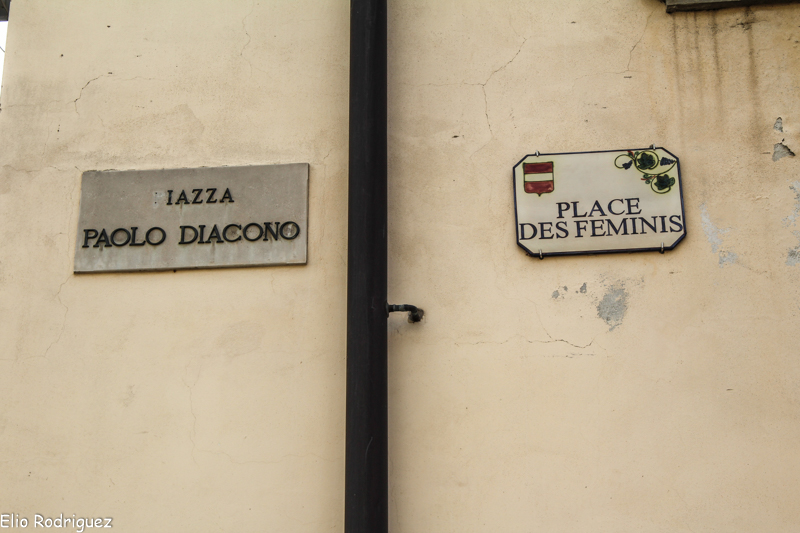 IAZZA
PAOLO DIACONO
PLACE
DES FEMINIS
Elio Rodriguez